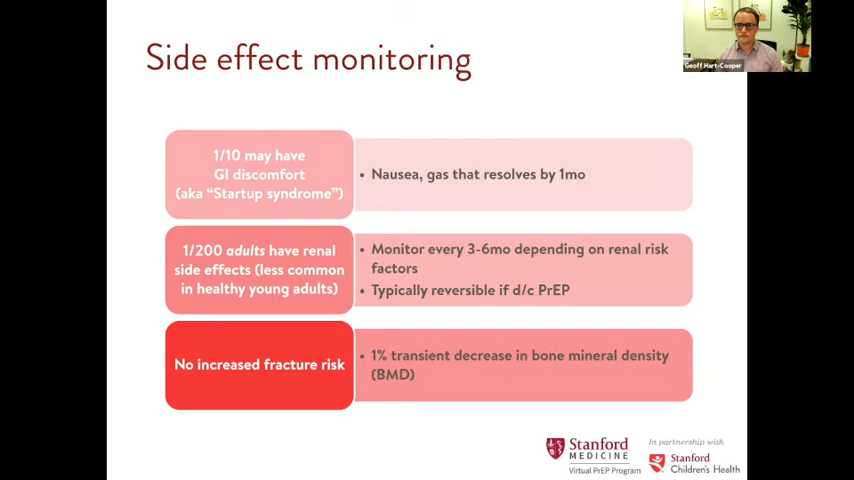 Side effect monitoring
Geoff Hart-Cooper
1/10 may have
GI discomfort
(aka “Startup syndrome”)
• Nausea, gas that resolves by 1mo
1/200 adults have renal
side effects (less common
in healthy young adults)
• Monitor every 3-6mo depending on renal risk
factors
• Typically reversible if d/c PrEP
No increased fracture risk
• 1% transient decrease in bone mineral density
(BMD)
Stanford
MEDICINE
Virtual PrEP Program
In partnership with
Stanford
Children's Health